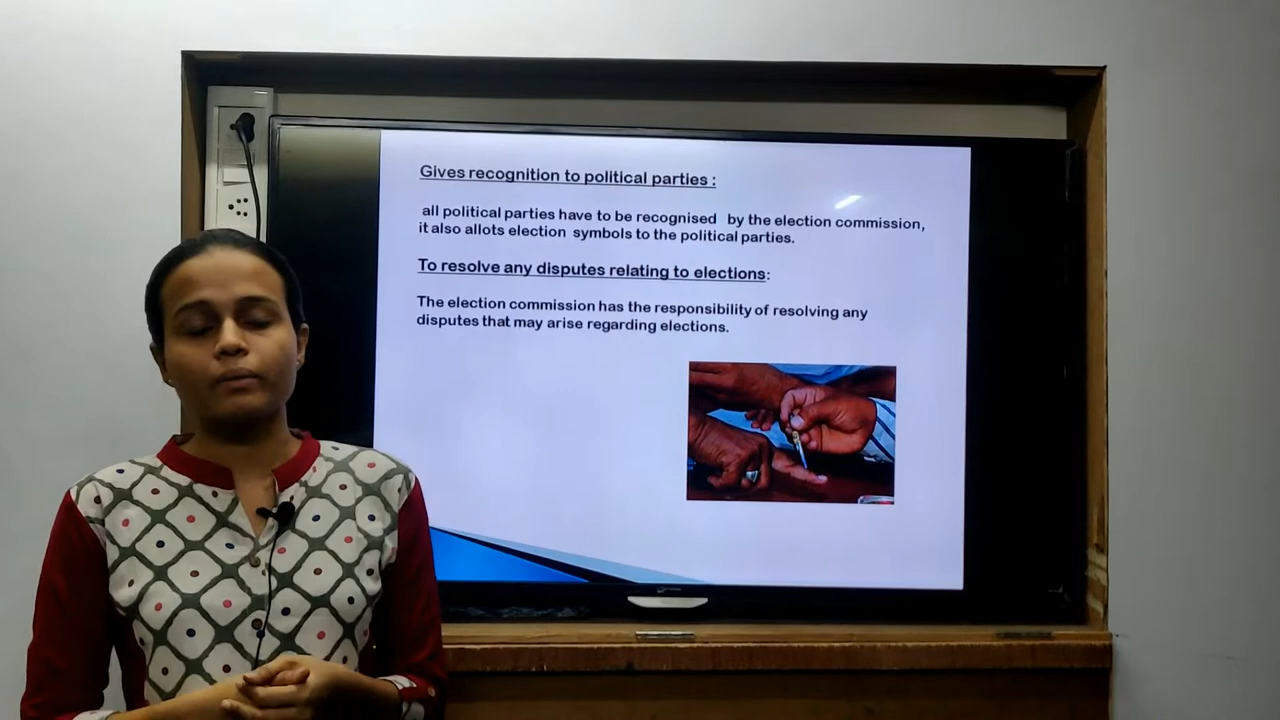 Gives recognition to political parties :
all political parties have to be recognised by the election commission,
it also allots election symbols to the political parties.
To resolve any disputes relating to elections:
The election commission has the responsibility of resolving any
disputes that may arise regarding elections.